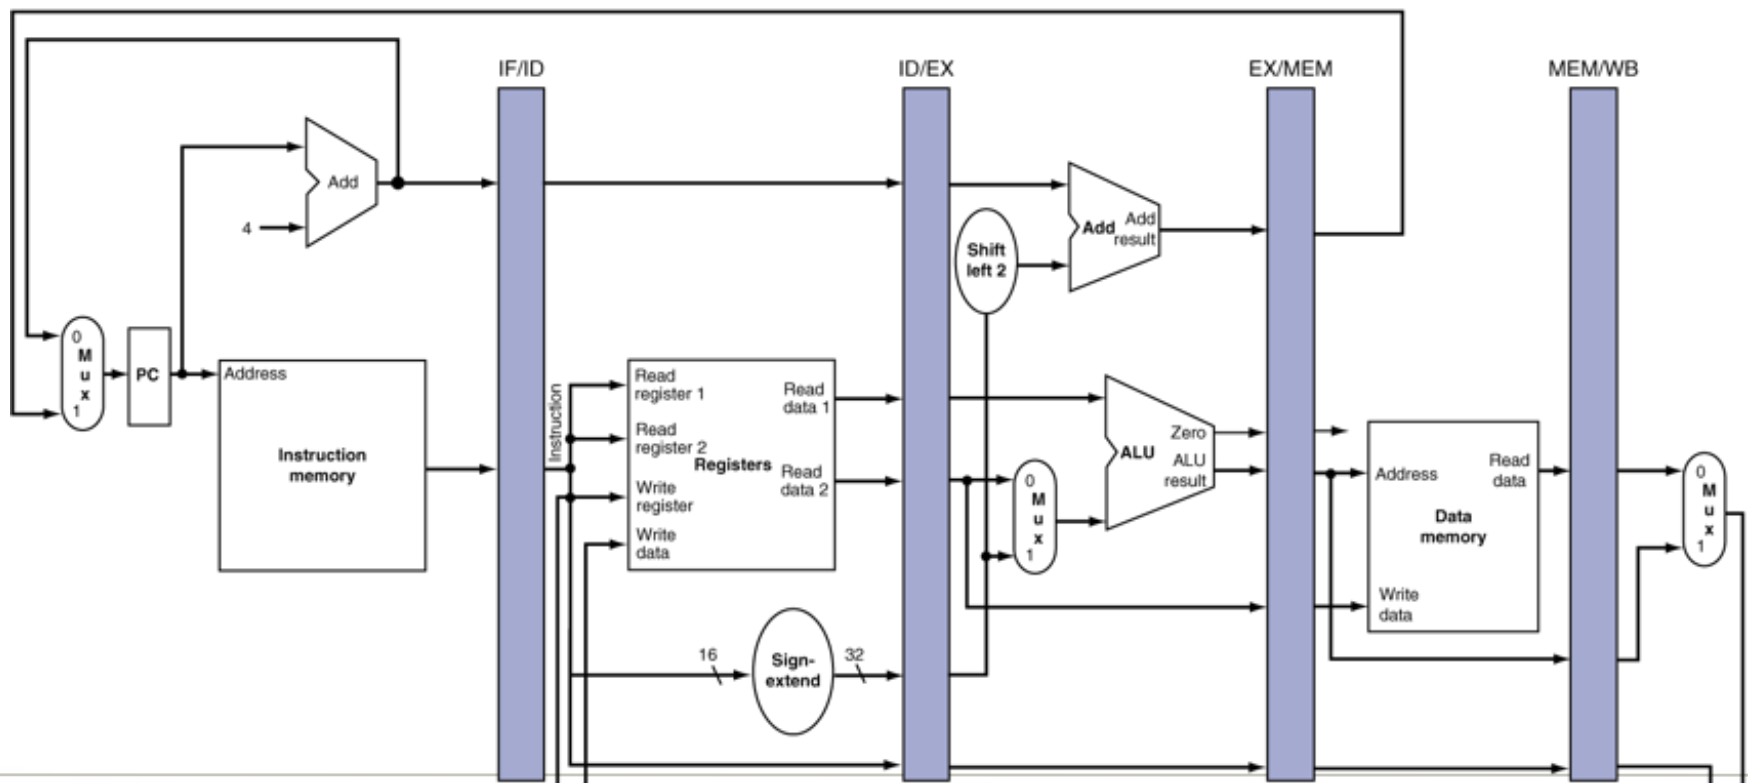 IF/ID
ID/EX
EX/MEM
MEM/WB
Add
4
0
M
u
x
1
PC
Address
Instruction
memory
Instruction
Read
register 1
Read
register 2
Write
register
Write
data
Registers
Read
data 1
Read
data 2
16
Sign-
extend
32
Shift
left 2
Add
Add
result
0
M
u
x
1
ALU
Zero
ALU
result
Address
Read
data
Data
memory
Write
data
0
M
u
x
1